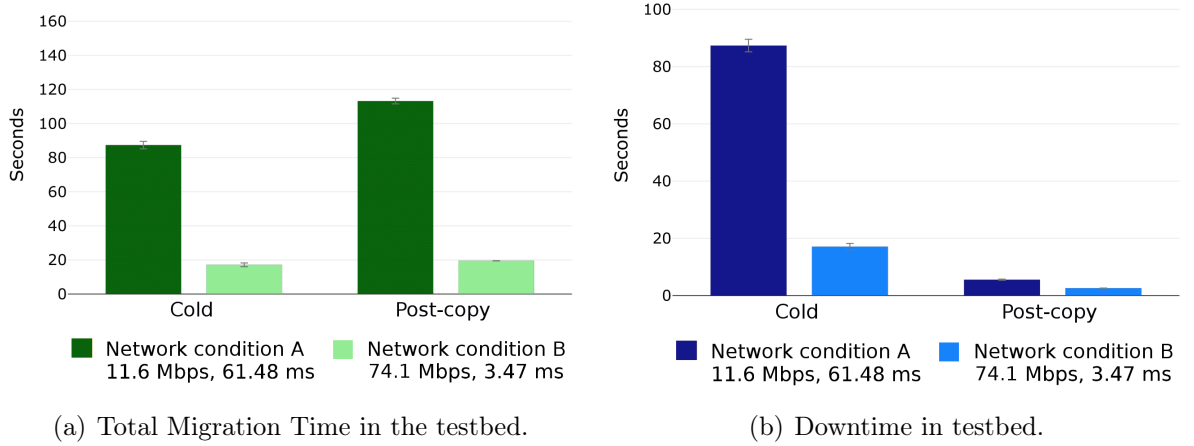 160
140
120
100
80
60
40
20
0
Seconds
Cold
Post-copy
Network condition A
11.6 Mbps, 61.48 ms
Network condition B
74.1 Mbps, 3.47 ms
(a) Total Migration Time in the testbed.
100
80
60
40
20
0
Seconds
Cold
Post-copy
Network condition A
11.6 Mbps, 61.48 ms
Network condition B
74.1 Mbps, 3.47 ms
(b) Downtime in testbed.